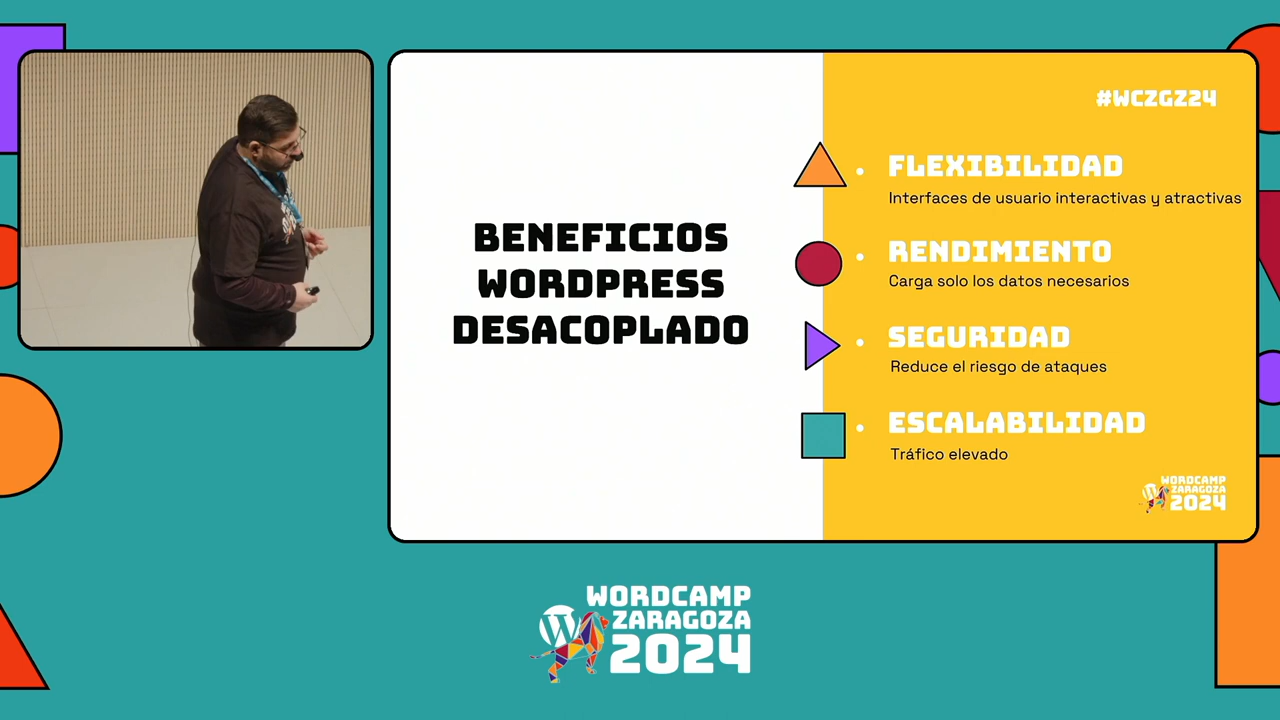 #WCZGZ24
BENEFICIOS
WORDPRESS
DESACOPLADO
FLEXIBILIDAD
Interfaces de usuario interactivas y atractivas
RENDIMIENTO
Carga solo los datos necesarios
SEGURIDAD
Reduce el riesgo de ataques
ESCALABILIDAD
Tráfico elevado
WORDCAMP
ZARAGOZA
2024
WORDCAMP
ZARAGOZA
2024